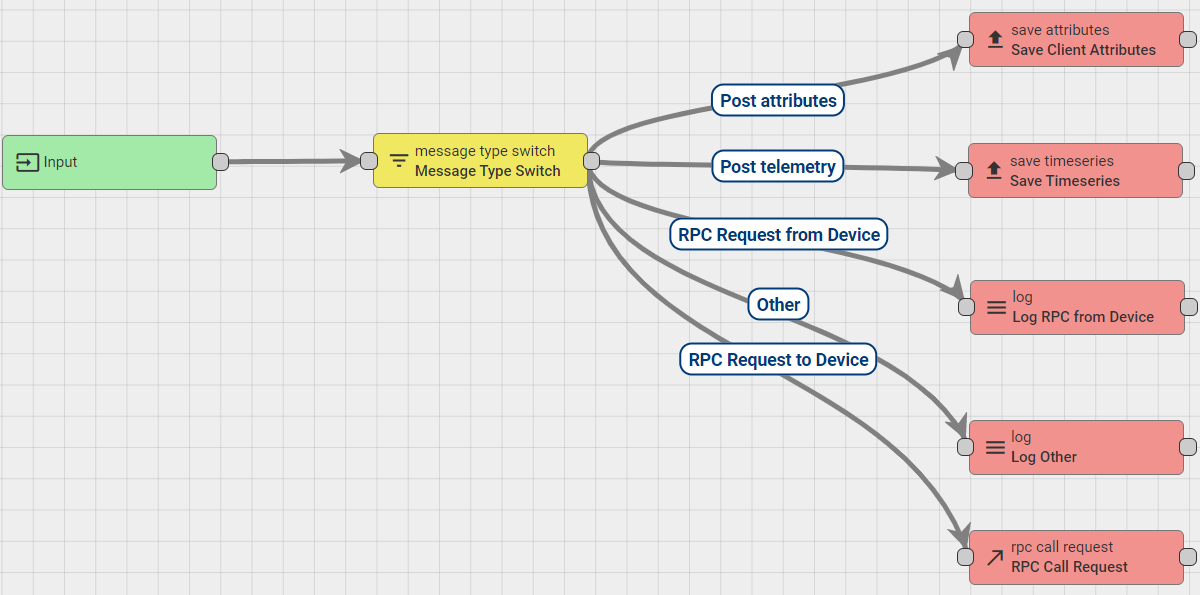 save attributes
Save Client Attributes
Post attributes
Input
message type switch
Message Type Switch
Post telemetry
save timeseries
Save Timeseries
RPC Request from Device
log
Log RPC from Device
Other
RPC Request to Device
log
Log Other
rpc call request
RPC Call Request